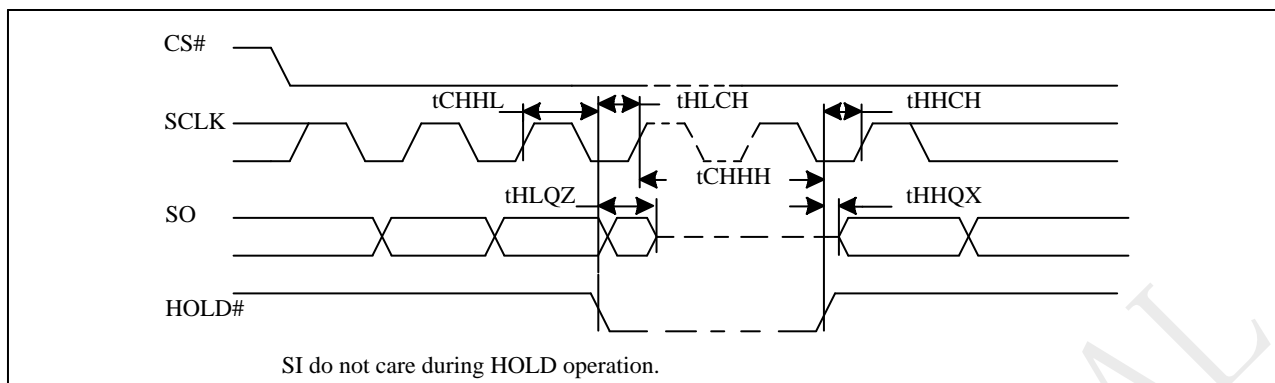 CS#
tCHHL
tHLCH
tHHCH
SCLK
tCHHH
tHLQZ
tHHQX
SO
HOLD#
SI do not care during HOLD operation.